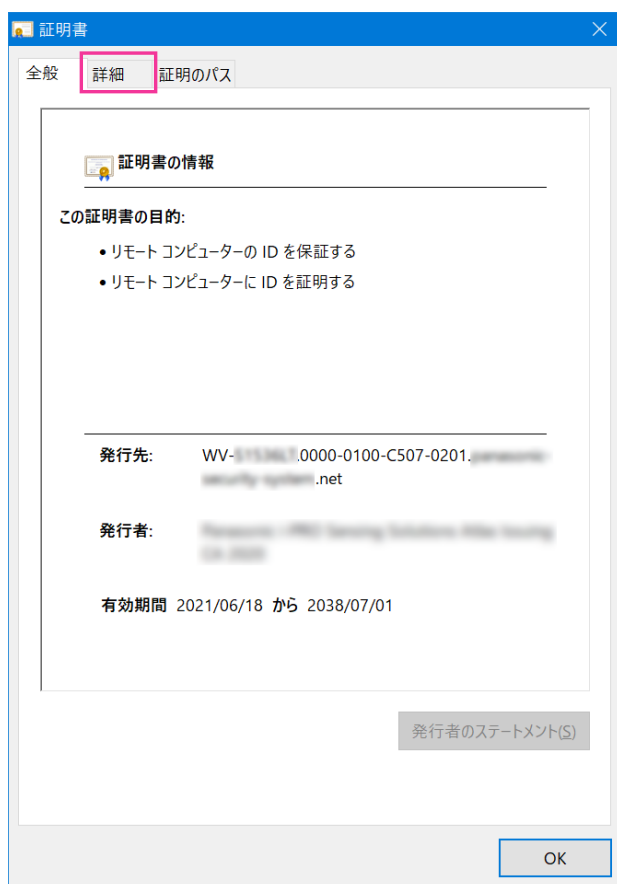 証明書
全般 詳細 証明のパス
証明書の情報
この証明書の目的:
• リモート コンピューターの ID を保証する
• リモート コンピューターに ID を証明する
発行先: WV- .0000-0100-C507-0201.
.net
発行者:
有効期間 2021/06/18 から 2038/07/01
発行者のステートメント(S)
OK